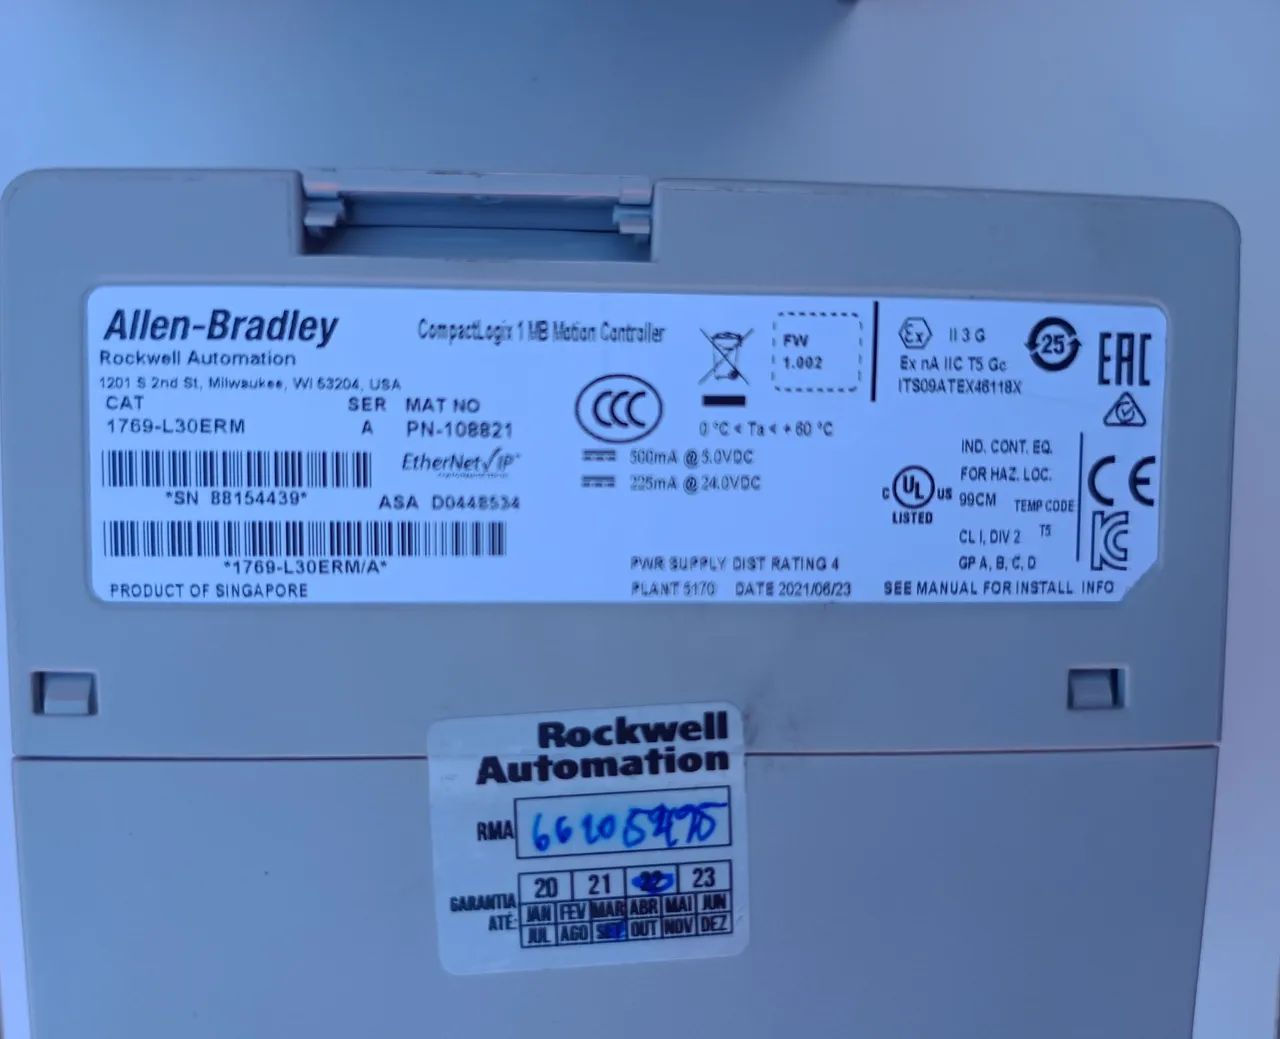 Allen-Bradley
Rockwell Automation
1201 S 2nd St, Milwaukee, WI 53204, USA
CAT SER MAT NO
1769-L30ERM A PN-108821
EtherNet/IP
*SN 88154439* ASA D0448534
*1769-L30ERM/A*
PRODUCT OF SINGAPORE
CompactLogix 1 MB Motion Controller
FW
1.002
CCC
0 °C < Ta < + 60 °C
500mA @ 5.0VDC
225mA @ 24.0VDC
PWR SUPPLY DIST RATING 4
PLANT 5170 DATE 2021/06/23
Ex II 3 G
Ex nA IIC T5 Gc
ITS09ATEX46118X
25
EAC
C UL US
LISTED
IND. CONT. EQ.
FOR HAZ. LOC.
99CM TEMP CODE
CL I, DIV 2 T5
GP A, B, C, D
CE
SEE MANUAL FOR INSTALL INFO
Rockwell
Automation
RMA
GARANTIA
ATÉ:
20 21 22 23
JAN FEV MAR ABR MAI JUN
JUL AGO SET OUT NOV DEZ